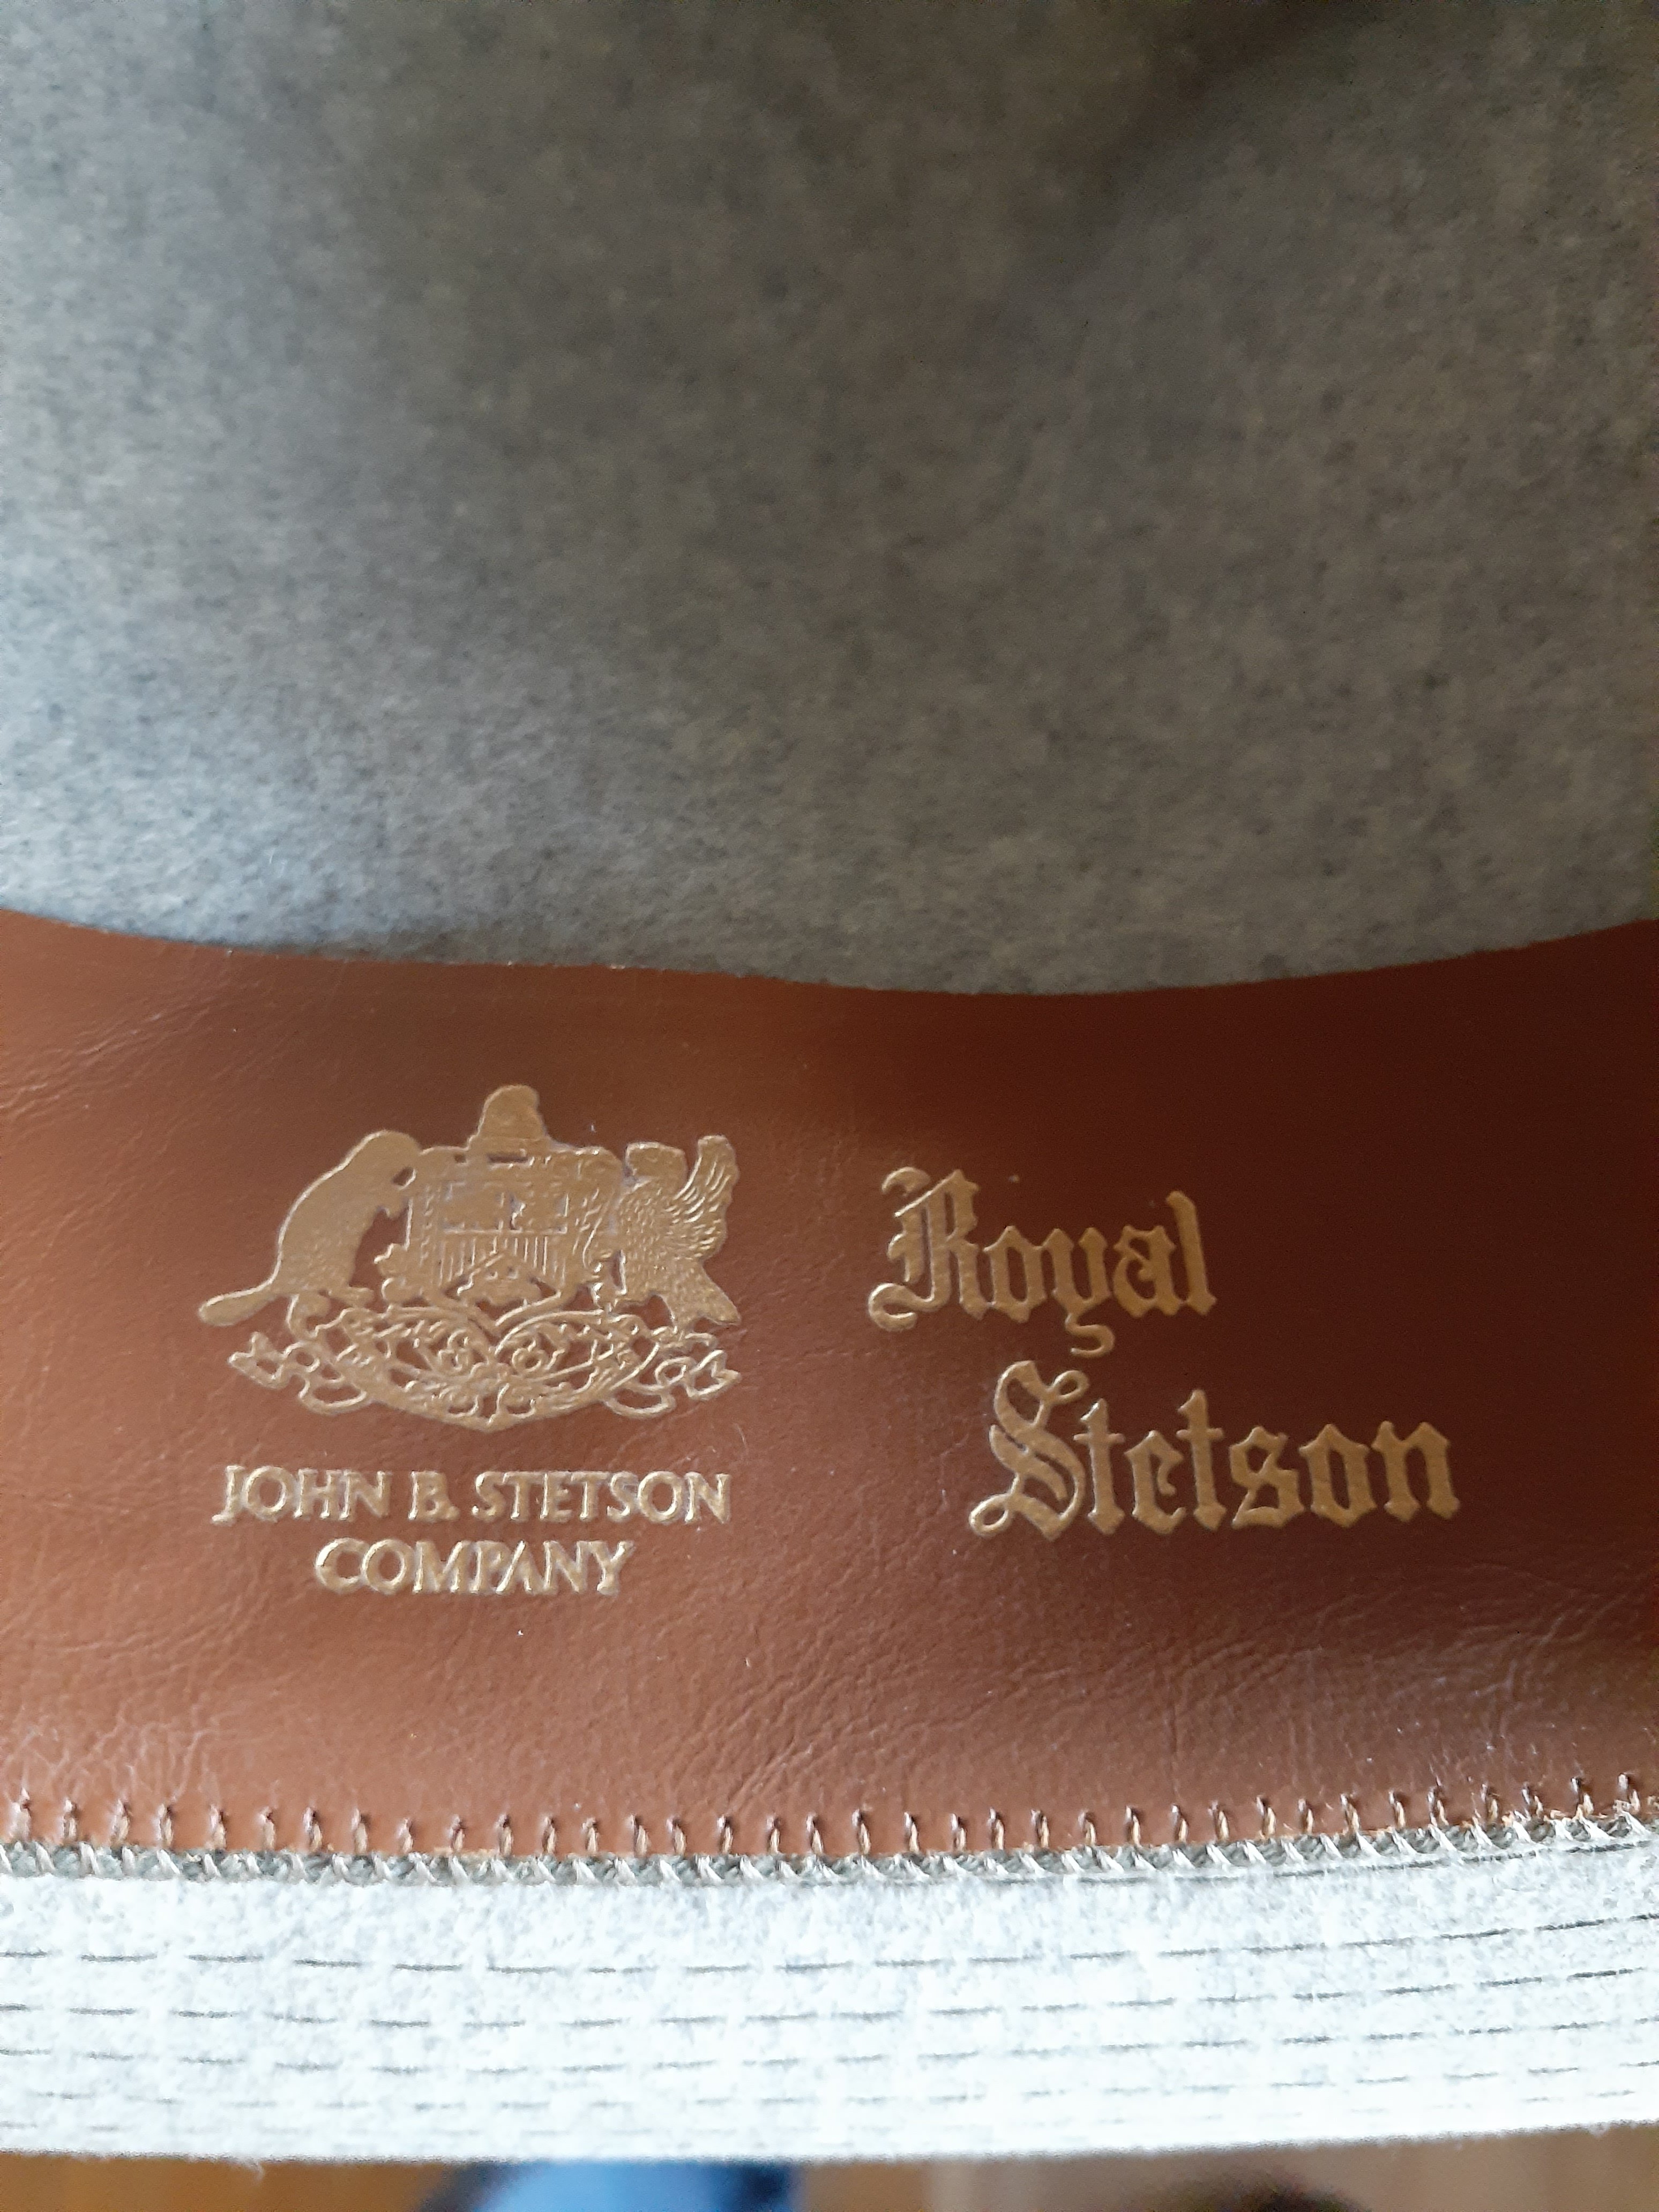 JOHN B. STETSON
COMPANY
Royal
Stetson